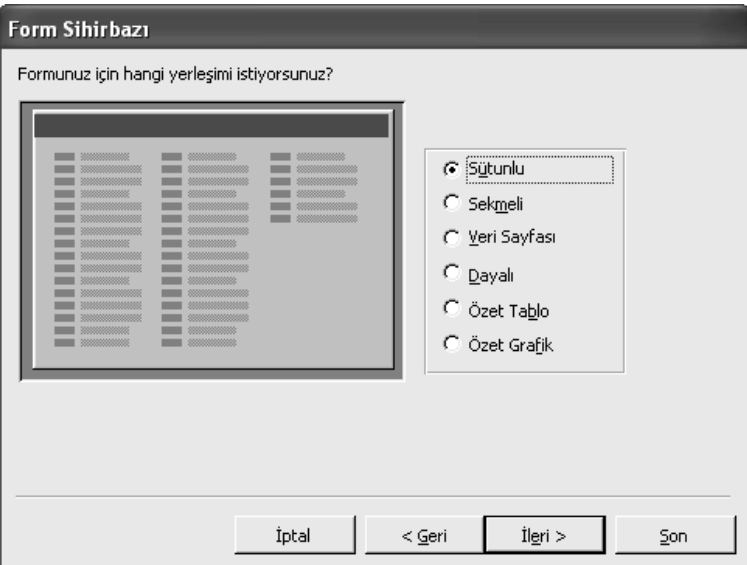 Form Sihirbazı
Formunuz için hangi yerleşimi istiyorsunuz?
Sütunlu
Sekmeli
Veri Sayfası
Dayalı
Özet Tablo
Özet Grafik
İptal
< Geri
İleri >
Son